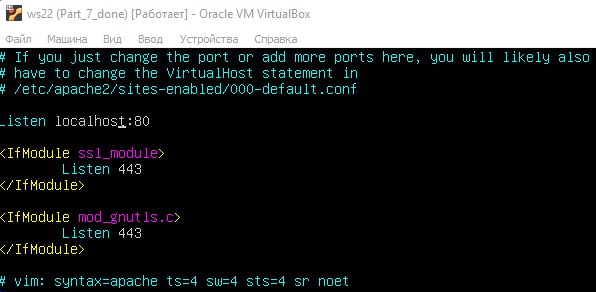 ws22 (Part_7_done) [Работает] - Oracle VM VirtualBox
Файл Машина Вид Ввод Устройства Справка
# If you just change the port or add more ports here, you will likely also
# have to change the VirtualHost statement in
# /etc/apache2/sites-enabled/000-default.conf
Listen localhost:80
<IfModule ssl_module>
Listen 443
</IfModule>
<IfModule mod_gnutls.c>
Listen 443
</IfModule>
# vim: syntax=apache ts=4 sw=4 sts=4 sr noet